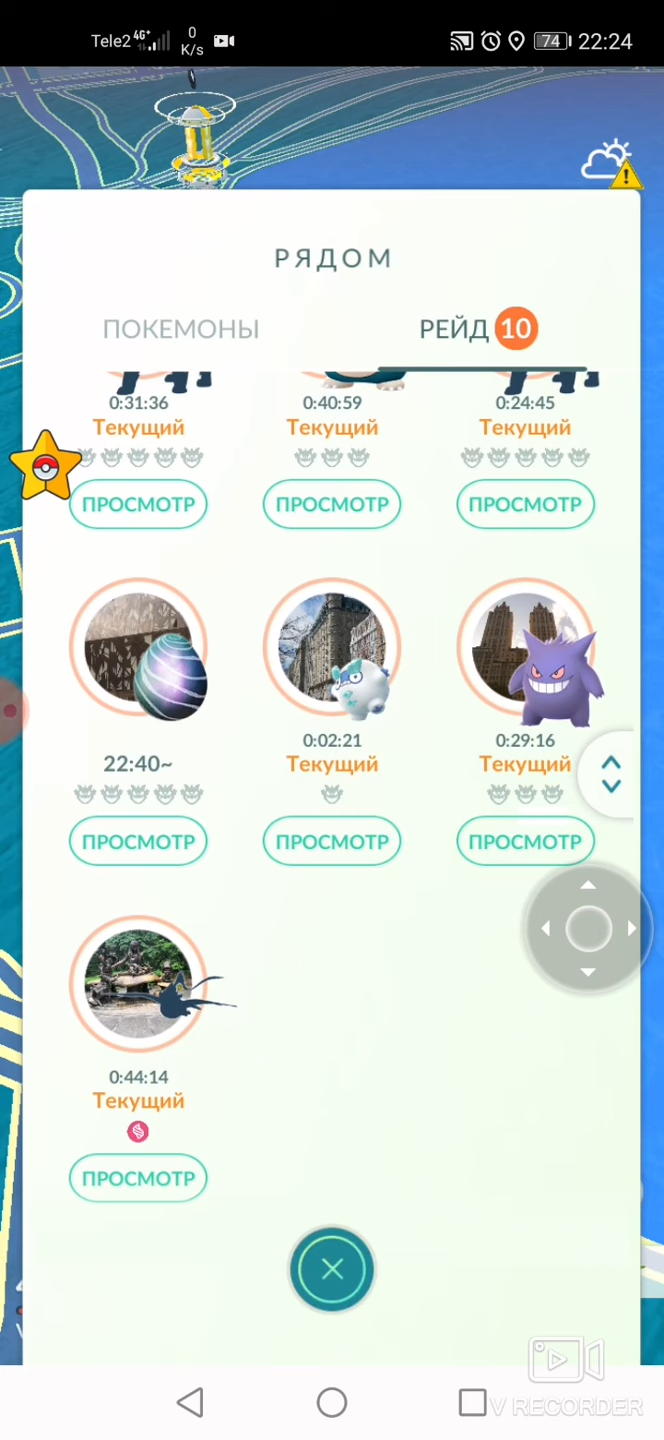 Tele2 4G+ 0 K/s 74 22:24
РЯДОМ
ПОКЕМОНЫ РЕЙД 10
0:31:36 0:40:59 0:24:45
Текущий Текущий Текущий
ПРОСМОТР ПРОСМОТР ПРОСМОТР
22:40~ 0:02:21 0:29:16
Текущий Текущий
ПРОСМОТР ПРОСМОТР ПРОСМОТР
0:44:14
Текущий
ПРОСМОТР
V RECORDER